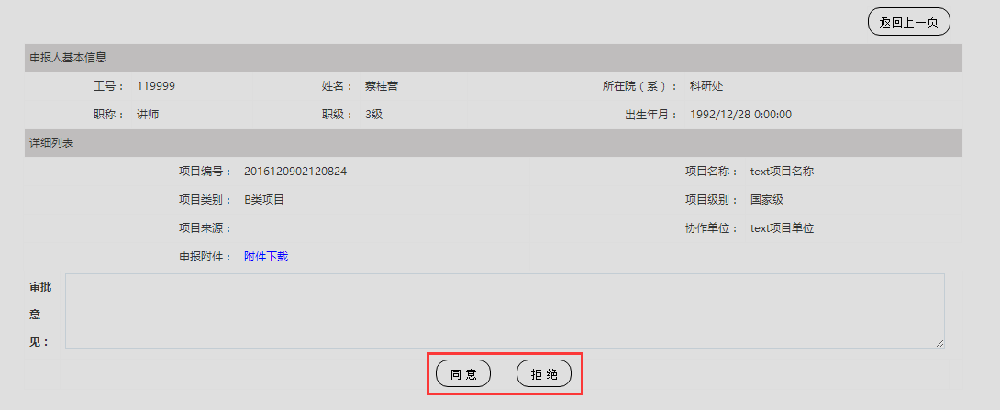 返回上一页
申报人基本信息
工号： 119999 姓名： 蔡桂营 所在院（系）： 科研处
职称： 讲师 职级： 3级 出生年月： 1992/12/28 0:00:00
详细列表
项目编号： 2016120902120824 项目名称： text项目名称
项目类别： B类项目 项目级别： 国家级
项目来源： 协作单位： text项目单位
申报附件： 附件下载
审批
意
见：
同 意 拒 绝